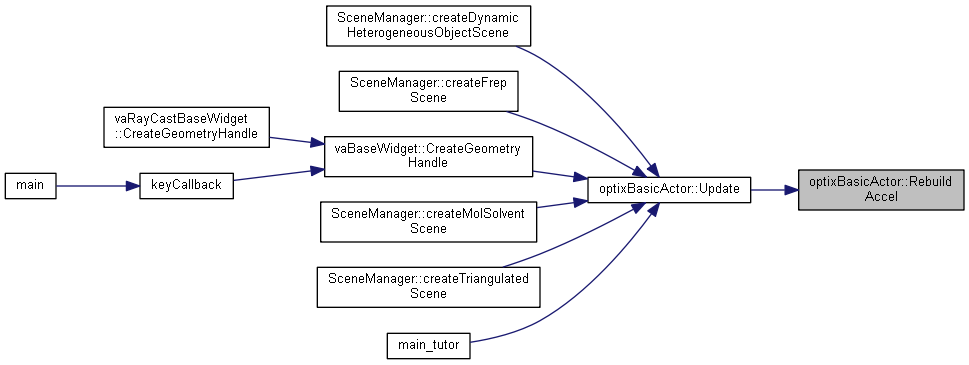 SceneManager::createDynamic
HeterogeneousObjectScene
SceneManager::createFrep
Scene
vaRayCastBaseWidget
::CreateGeometryHandle
vaBaseWidget::CreateGeometry
Handle
main
keyCallback
optixBasicActor::Update
optixBasicActor::Rebuild
Accel
SceneManager::createMolSolvent
Scene
SceneManager::createTriangulated
Scene
main_tutor